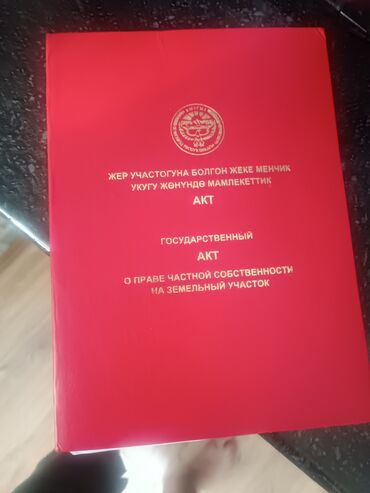 ЖЕР УЧАСТОГУНА БОЛГОН ЖЕКЕ МЕНЧИК
УКУГУ ЖӨНҮНДӨ МАМЛЕКЕТТИК
АКТ
ГОСУДАРСТВЕННЫЙ
АКТ
О ПРАВЕ ЧАСТНОЙ СОБСТВЕННОСТИ
НА ЗЕМЕЛЬНЫЙ УЧАСТОК